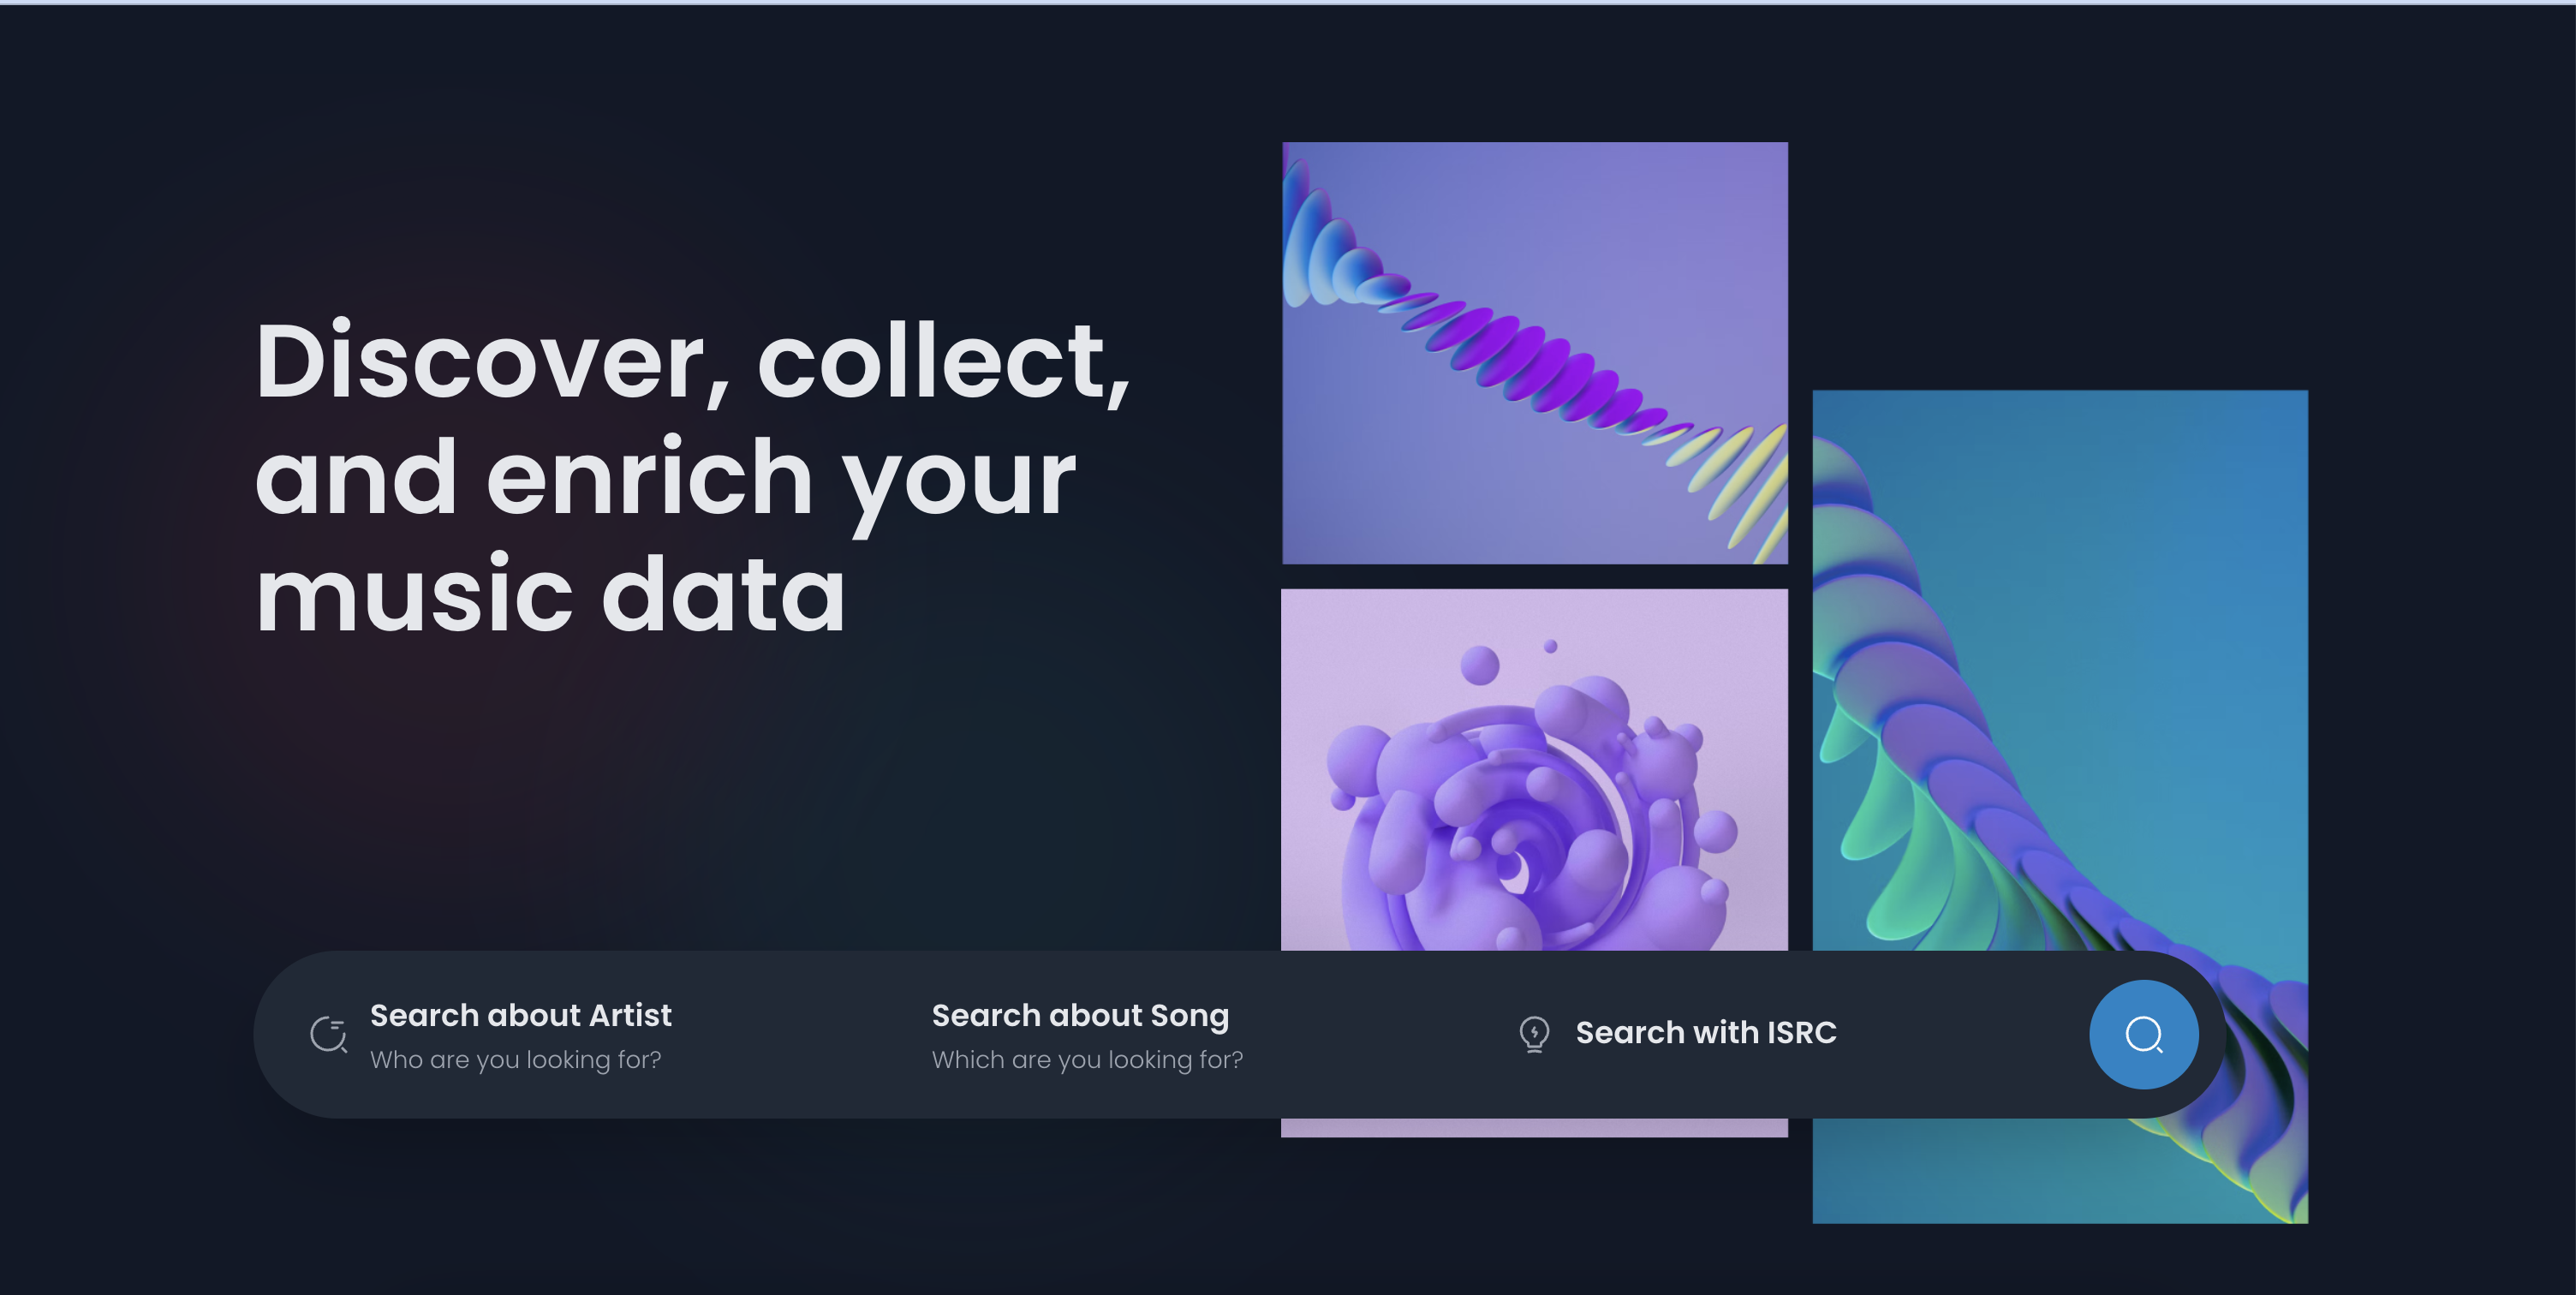 Discover, collect,
and enrich your
music data
Search about Artist
Who are you looking for?
Search about Song
Which are you looking for?
Search with ISRC